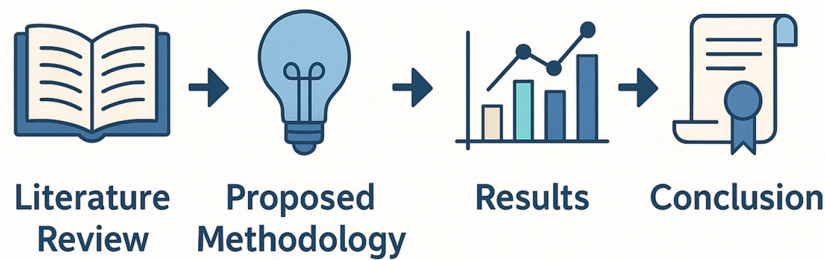 Literature
Review
Proposed
Methodology
Results
Conclusion